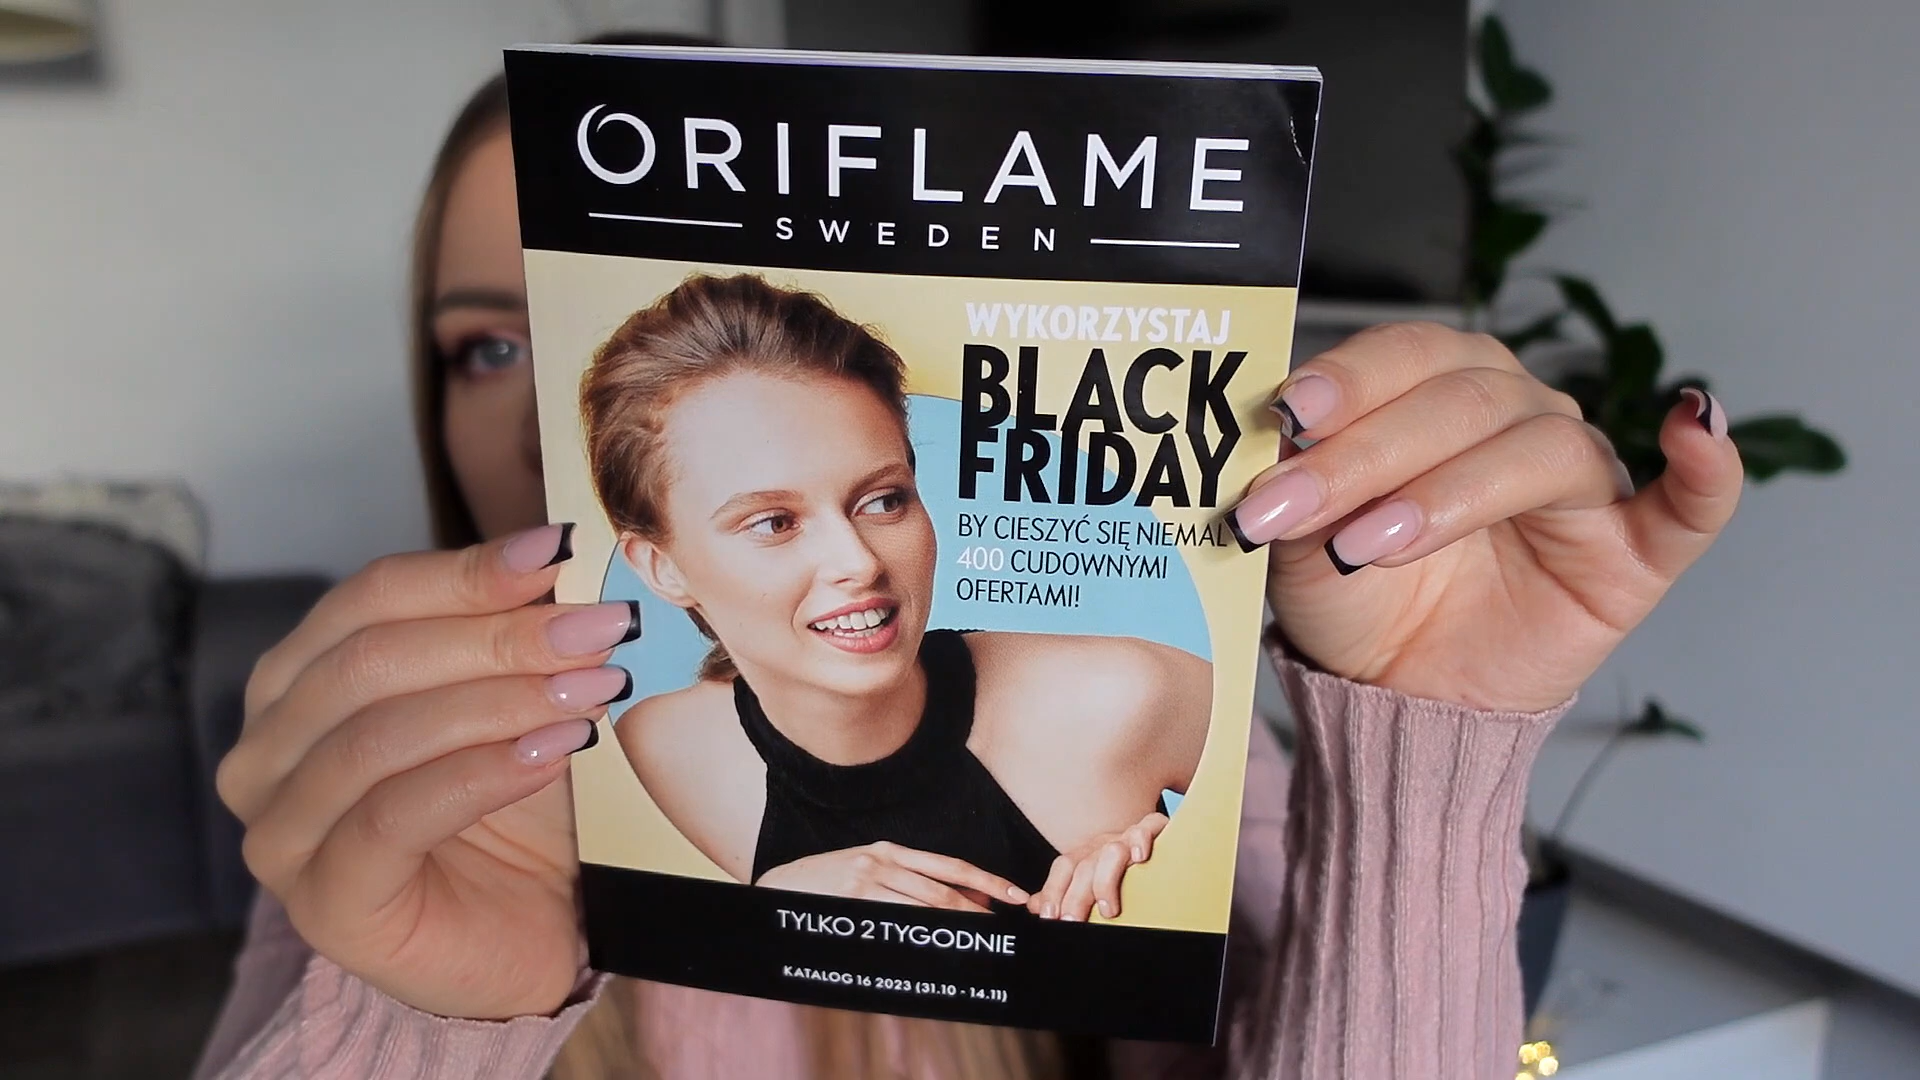 ORIFLAME
SWEDEN
WYKORZYSTAJ
BLACK
FRIDAY
BY CIESZYĆ SIĘ NIEMAL
400 CUDOWNYMI
OFERTAMI!
TYLKO 2 TYGODNIE
KATALOG 16 2023 (31.10 - 14.11)